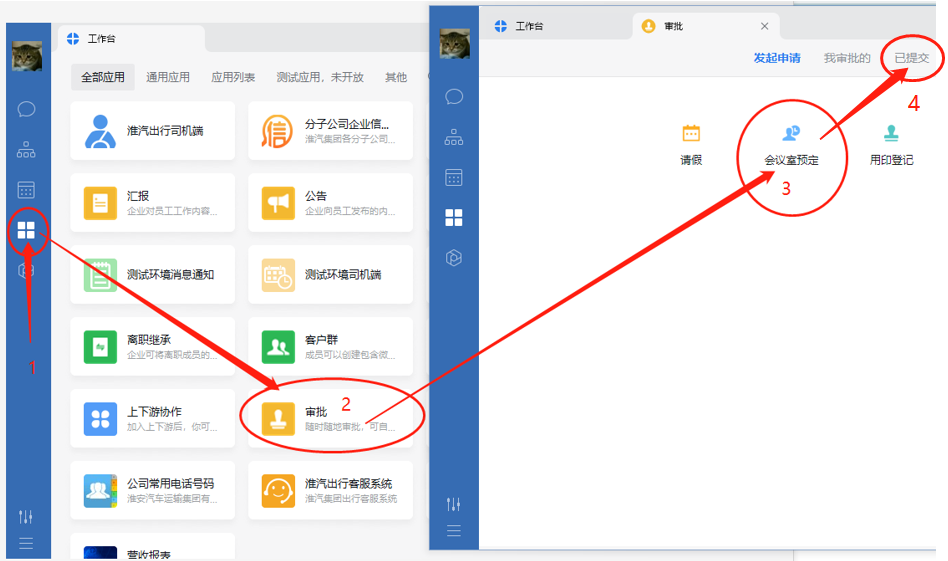 工作台
全部应用
通用应用
应用列表
测试应用，未开放
其他
淮汽出行司机端
分子公司企业信...
淮汽集团各分子公司...
汇报
企业对员工工作内容...
公告
企业向员工发布的内...
测试环境消息通知
测试环境司机端
离职继承
企业可将离职成员的...
客户群
成员可以创建包含微...
上下游协作
加入上下游后，你可...
审批
随时随地审批，可自...
公司常用电话号码
淮安汽车运输集团有...
淮汽出行客服系统
淮汽集团出行客服系统
营收报表
1
2
工作台
审批
发起申请
我审批的
已提交
4
请假
会议室预定
用印登记
3